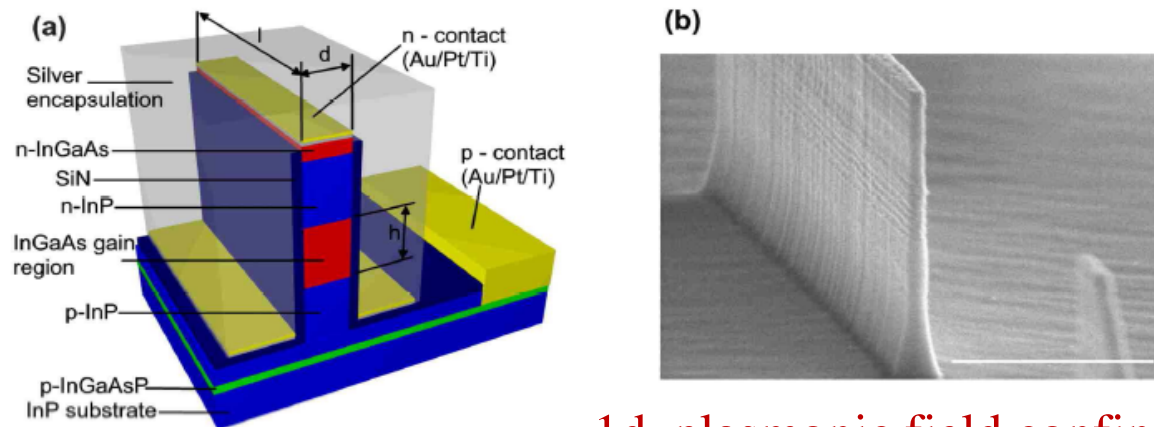 (a)
l
d
n - contact
(Au/Pt/Ti)
Silver
encapsulation
n-InGaAs
SiN
n-InP
InGaAs gain
region
h
p - contact
(Au/Pt/Ti)
p-InP
p-InGaAsP
InP substrate
(b)